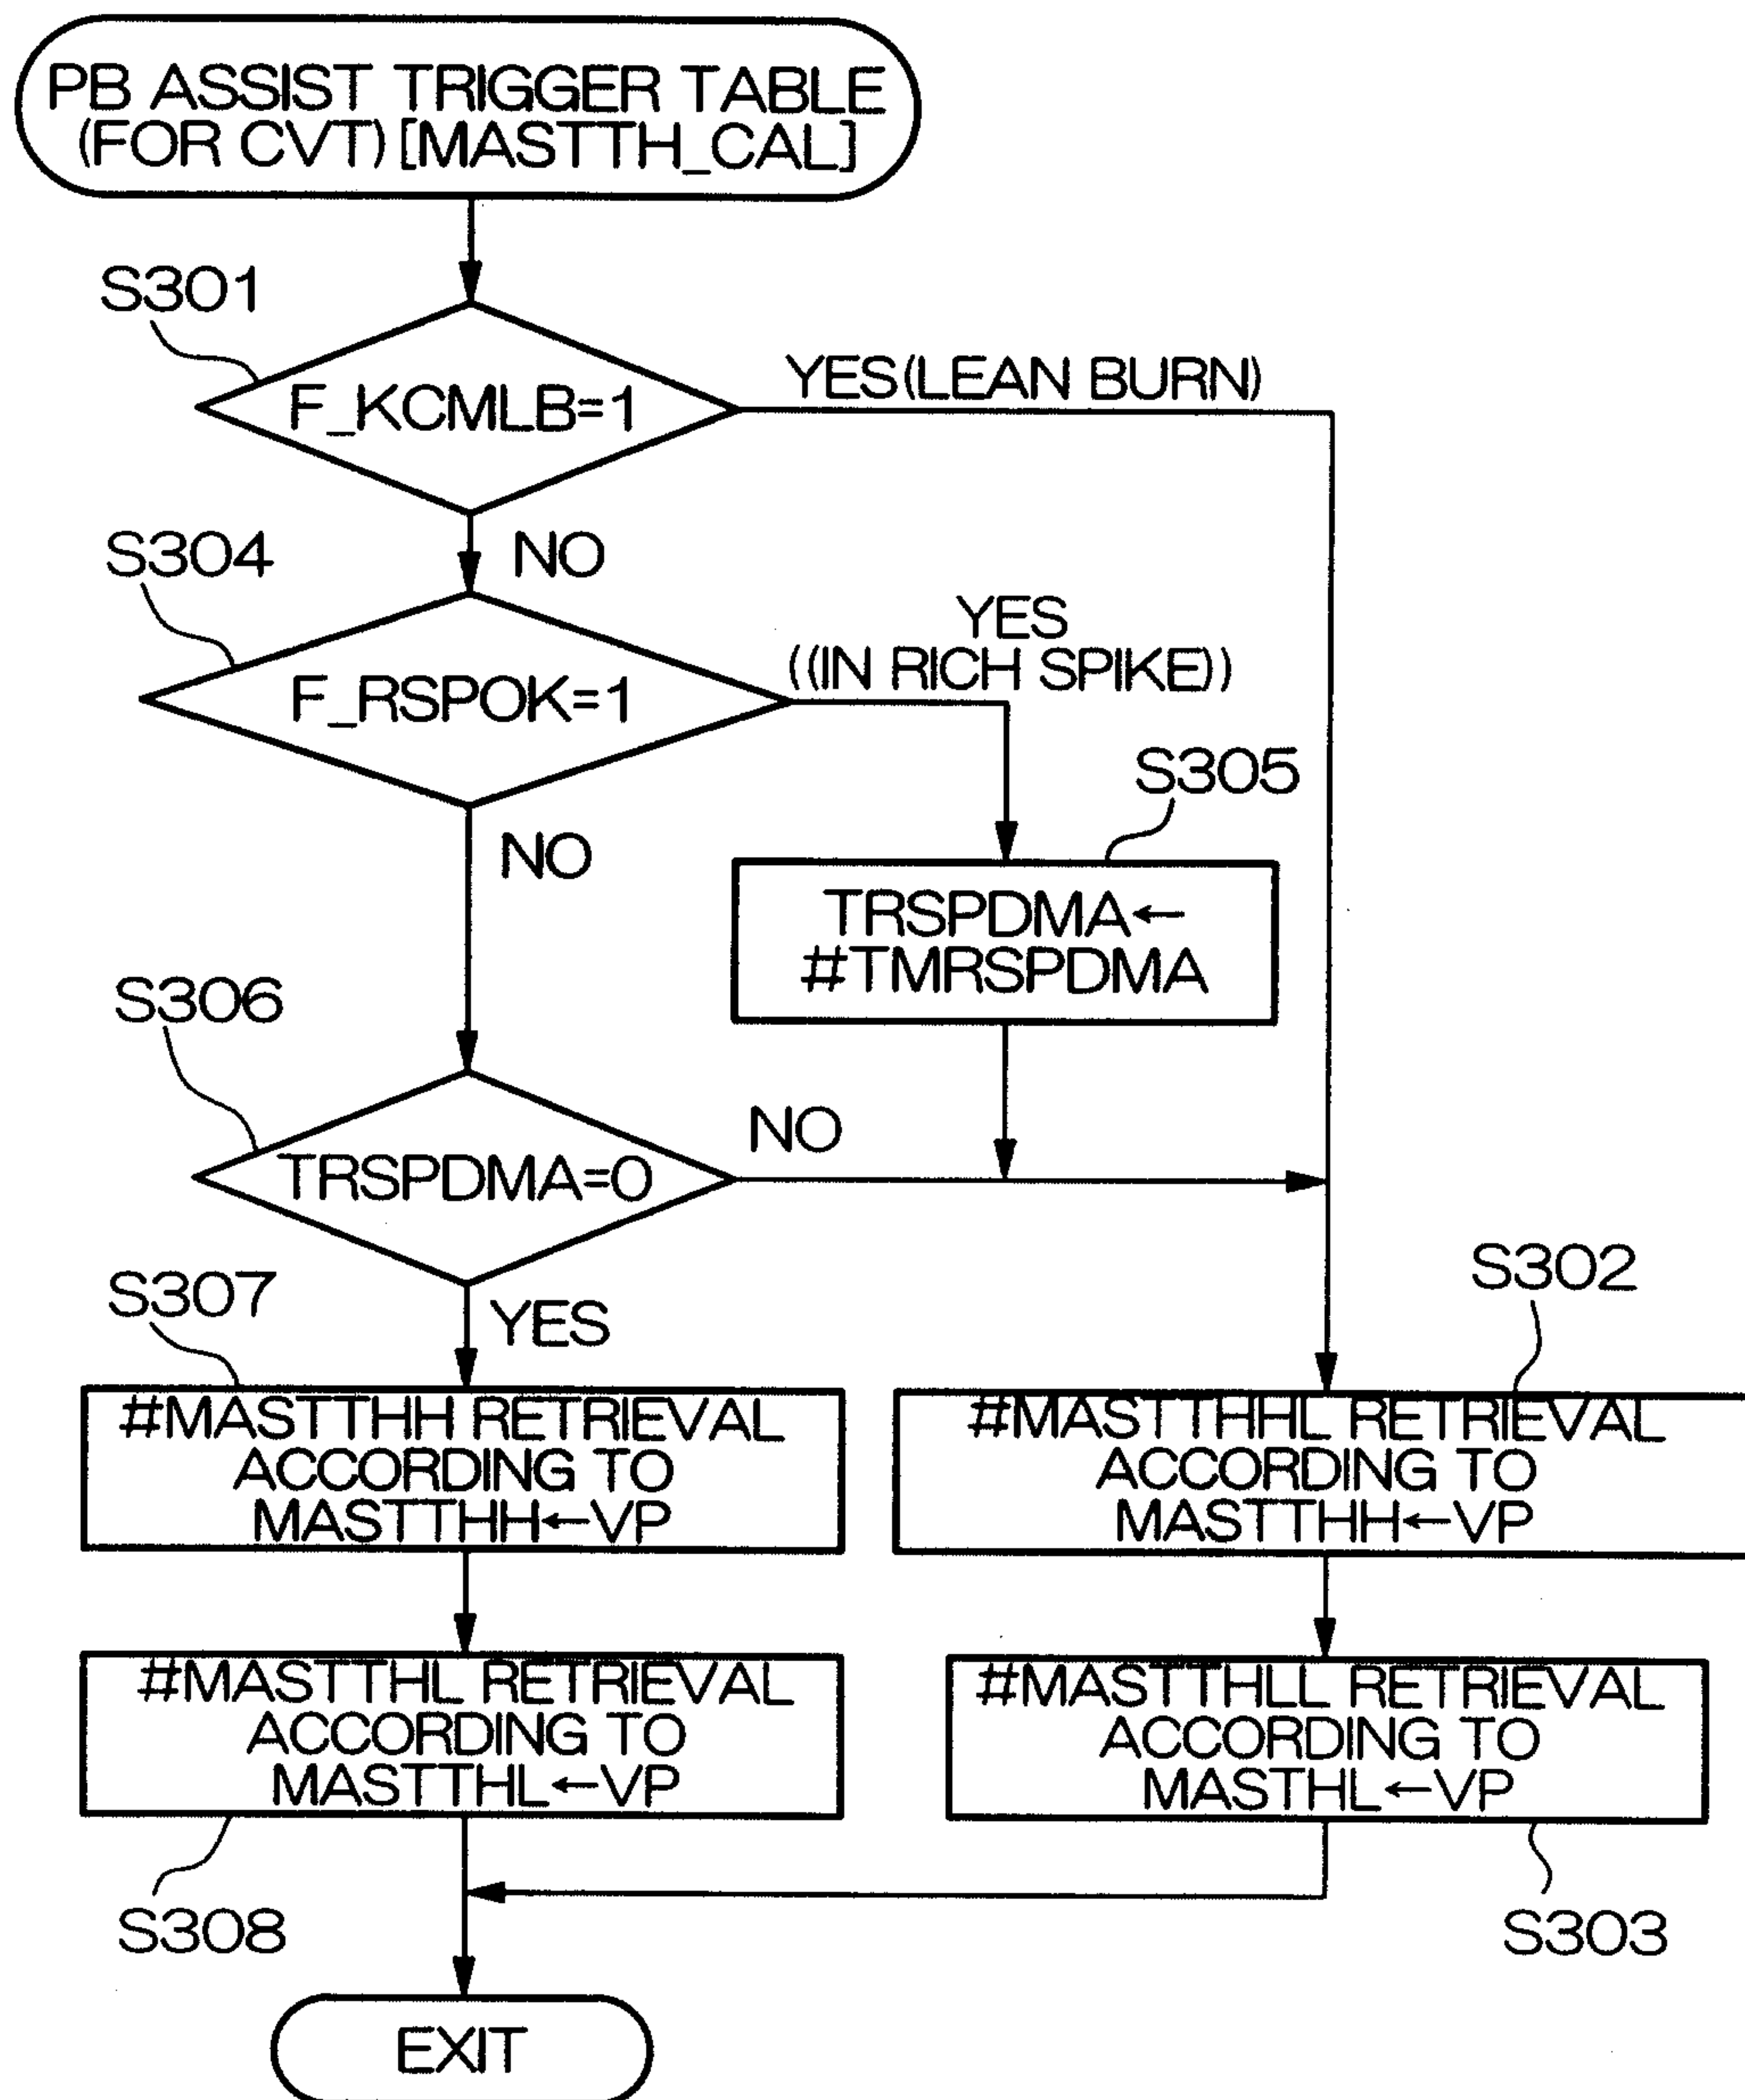 PB ASSIST TRIGGER TABLE
(FOR CVT) [MASTTH_CAL]
S301
F_KCMLB=1
YES(LEAN BURN)
NO
S304
F_RSPOK=1
YES
((IN RICH SPIKE))
NO
S305
TRSPDMA←
#TMRSPDMA
S306
TRSPDMA=0
NO
YES
S307
#MASTTHH RETRIEVAL
ACCORDING TO
MASTTHH←VP
S302
#MASTTHHL RETRIEVAL
ACCORDING TO
MASTTHH←VP
#MASTTHL RETRIEVAL
ACCORDING TO
MASTTHL←VP
S308
#MASTTHLL RETRIEVAL
ACCORDING TO
MASTHL←VP
S303
EXIT